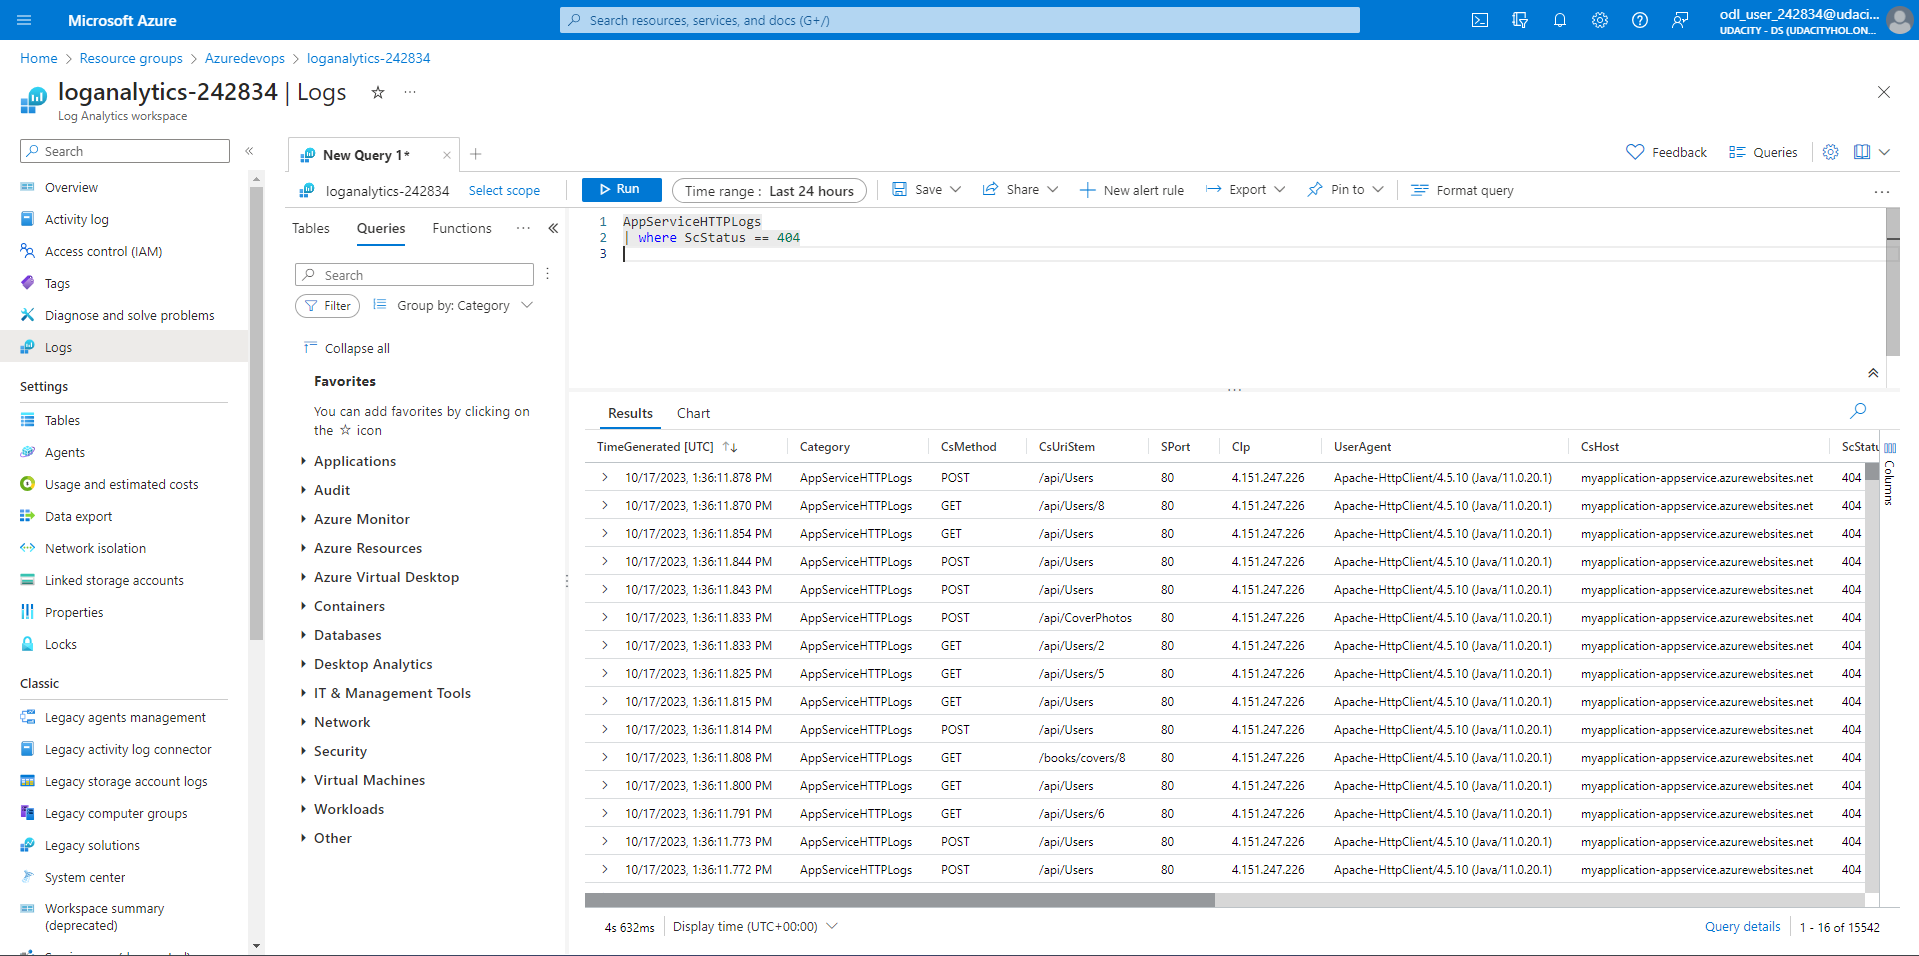 Microsoft Azure
Search resources, services, and docs (G+/)
odl_user_242834@udaci...
UDACITY - DS (UDACITYHOL.ON...
Home > Resource groups > Azuredevops > loganalytics-242834
loganalytics-242834 | Logs
Log Analytics workspace
Search
Overview
Activity log
Access control (IAM)
Tags
Diagnose and solve problems
Logs
Settings
Tables
Agents
Usage and estimated costs
Data export
Network isolation
Linked storage accounts
Properties
Locks
Classic
Legacy agents management
Legacy activity log connector
Legacy storage account logs
Legacy computer groups
Legacy solutions
System center
Workspace summary
(deprecated)
New Query 1*
Feedback Queries
loganalytics-242834 Select scope
Run Time range : Last 24 hours Save Share New alert rule Export Pin to Format query
Tables Queries Functions
Search
Filter Group by: Category
Collapse all
Favorites
You can add favorites by clicking on
the ☆ icon
Applications
Audit
Azure Monitor
Azure Resources
Azure Virtual Desktop
Containers
Databases
Desktop Analytics
IT & Management Tools
Network
Security
Virtual Machines
Workloads
Other
1 AppServiceHTTPLogs
2 | where ScStatus == 404
3
Results Chart
TimeGenerated [UTC] Category CsMethod CsUriStem SPort CIp UserAgent CsHost ScStatu
Columns
10/17/2023, 1:36:11.878 PM AppServiceHTTPLogs POST /api/Users 80 4.151.247.226 Apache-HttpClient/4.5.10 (Java/11.0.20.1) myapplication-appservice.azurewebsites.net 404
10/17/2023, 1:36:11.870 PM AppServiceHTTPLogs GET /api/Users/8 80 4.151.247.226 Apache-HttpClient/4.5.10 (Java/11.0.20.1) myapplication-appservice.azurewebsites.net 404
10/17/2023, 1:36:11.854 PM AppServiceHTTPLogs GET /api/Users 80 4.151.247.226 Apache-HttpClient/4.5.10 (Java/11.0.20.1) myapplication-appservice.azurewebsites.net 404
10/17/2023, 1:36:11.844 PM AppServiceHTTPLogs POST /api/Users 80 4.151.247.226 Apache-HttpClient/4.5.10 (Java/11.0.20.1) myapplication-appservice.azurewebsites.net 404
10/17/2023, 1:36:11.843 PM AppServiceHTTPLogs POST /api/Users 80 4.151.247.226 Apache-HttpClient/4.5.10 (Java/11.0.20.1) myapplication-appservice.azurewebsites.net 404
10/17/2023, 1:36:11.833 PM AppServiceHTTPLogs POST /api/CoverPhotos 80 4.151.247.226 Apache-HttpClient/4.5.10 (Java/11.0.20.1) myapplication-appservice.azurewebsites.net 404
10/17/2023, 1:36:11.833 PM AppServiceHTTPLogs GET /api/Users/2 80 4.151.247.226 Apache-HttpClient/4.5.10 (Java/11.0.20.1) myapplication-appservice.azurewebsites.net 404
10/17/2023, 1:36:11.825 PM AppServiceHTTPLogs GET /api/Users/5 80 4.151.247.226 Apache-HttpClient/4.5.10 (Java/11.0.20.1) myapplication-appservice.azurewebsites.net 404
10/17/2023, 1:36:11.815 PM AppServiceHTTPLogs GET /api/Users 80 4.151.247.226 Apache-HttpClient/4.5.10 (Java/11.0.20.1) myapplication-appservice.azurewebsites.net 404
10/17/2023, 1:36:11.814 PM AppServiceHTTPLogs POST /api/Users 80 4.151.247.226 Apache-HttpClient/4.5.10 (Java/11.0.20.1) myapplication-appservice.azurewebsites.net 404
10/17/2023, 1:36:11.808 PM AppServiceHTTPLogs GET /books/covers/8 80 4.151.247.226 Apache-HttpClient/4.5.10 (Java/11.0.20.1) myapplication-appservice.azurewebsites.net 404
10/17/2023, 1:36:11.800 PM AppServiceHTTPLogs GET /api/Users 80 4.151.247.226 Apache-HttpClient/4.5.10 (Java/11.0.20.1) myapplication-appservice.azurewebsites.net 404
10/17/2023, 1:36:11.791 PM AppServiceHTTPLogs GET /api/Users/6 80 4.151.247.226 Apache-HttpClient/4.5.10 (Java/11.0.20.1) myapplication-appservice.azurewebsites.net 404
10/17/2023, 1:36:11.773 PM AppServiceHTTPLogs POST /api/Users 80 4.151.247.226 Apache-HttpClient/4.5.10 (Java/11.0.20.1) myapplication-appservice.azurewebsites.net 404
10/17/2023, 1:36:11.772 PM AppServiceHTTPLogs POST /api/Users 80 4.151.247.226 Apache-HttpClient/4.5.10 (Java/11.0.20.1) myapplication-appservice.azurewebsites.net 404
4s 632ms Display time (UTC+00:00) Query details 1 - 16 of 15542